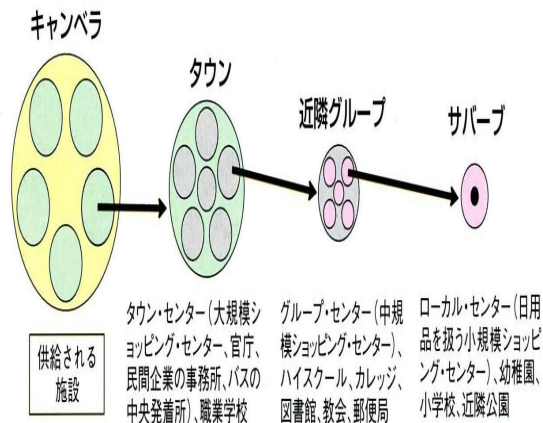 キャンベラ
タウン
近隣グループ
サバーブ
供給される
施設
タウン・センター(大規模シ
ョッピング・センター、官庁、
民間企業の事務所、バスの
中央発着所)、職業学校
グループ・センター(中規
模ショッピング・センター)、
ハイスクール、カレッジ、
図書館、教会、郵便局
ローカル・センター(日用
品を扱う小規模ショッピ
ング・センター)、幼稚園、
小学校、近隣公園